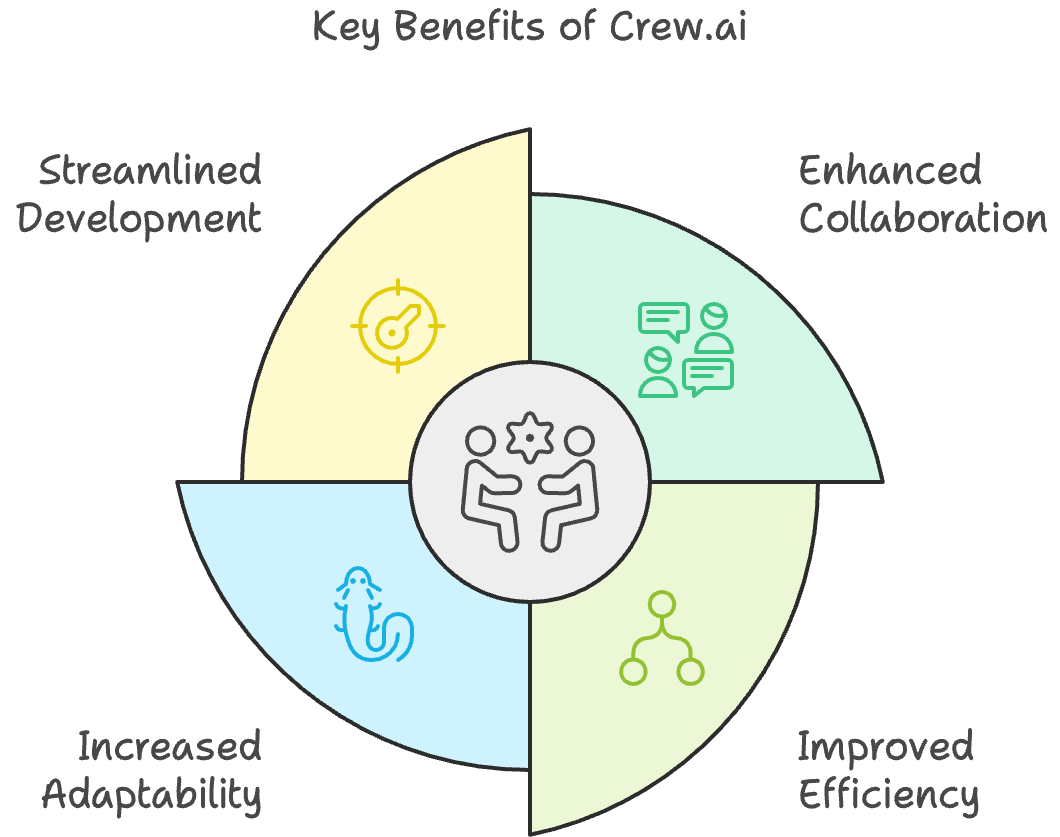 Key Benefits of Crew.ai
Streamlined
Development
Enhanced
Collaboration
Increased
Adaptability
Improved
Efficiency